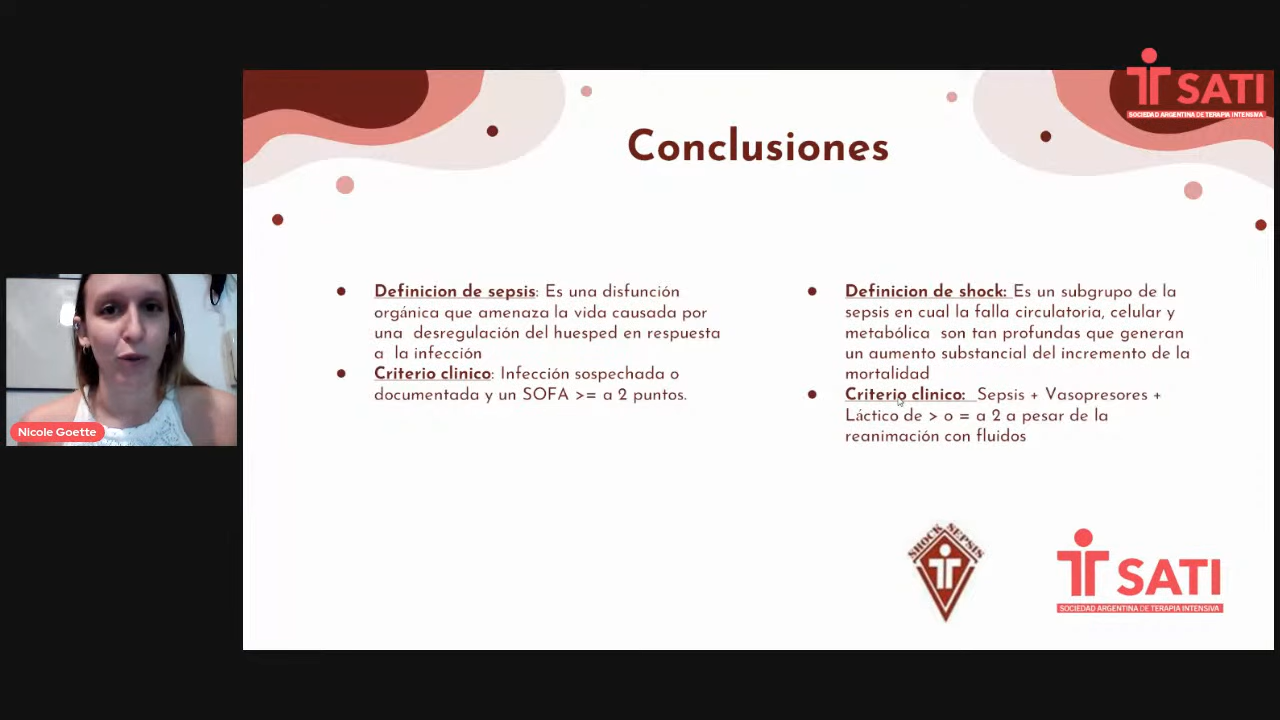 SATI
SOCIEDAD ARGENTINA DE TERAPIA INTENSIVA
Conclusiones
Definicion de sepsis: Es una disfunción
orgánica que amenaza la vida causada por
una desregulación del huesped en respuesta
a la infección
Criterio clinico: Infección sospechada o
documentada y un SOFA >= a 2 puntos.
Definicion de shock: Es un subgrupo de la
sepsis en cual la falla circulatoria, celular y
metabólica son tan profundas que generan
un aumento substancial del incremento de la
mortalidad
Criterio clinico: Sepsis + Vasopresores +
Láctico de > o = a 2 a pesar de la
reanimación con fluidos
Nicole Goette
SHOCK SEPSIS
SATI
SOCIEDAD ARGENTINA DE TERAPIA INTENSIVA